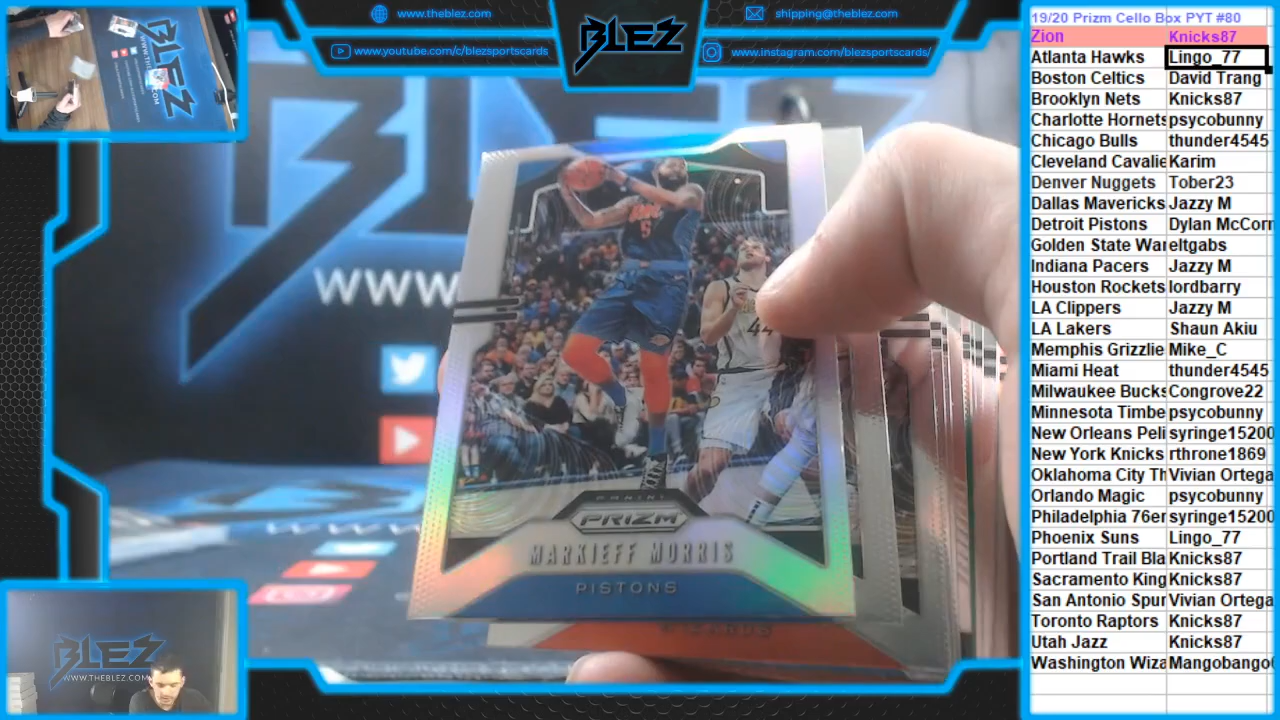 www.theblez.com
www.youtube.com/c/blezsportscards
BLEZ
shipping@theblez.com
www.instagram.com/blezsportscards/
WWW
44
PANINI
PRIZM
MARKIEFF MORRIS
PISTONS
BLEZ
WWW.THEBLEZ.COM
19/20 Prizm Cello Box PYT #80
Zion Knicks87
Atlanta Hawks Lingo_77
Boston Celtics David Trang
Brooklyn Nets Knicks87
Charlotte Hornets psycobunny
Chicago Bulls thunder4545
Cleveland Cavalie Karim
Denver Nuggets Tober23
Dallas Mavericks Jazzy M
Detroit Pistons Dylan McCorr
Golden State War eltgabs
Indiana Pacers Jazzy M
Houston Rockets lordbarry
LA Clippers Jazzy M
LA Lakers Shaun Akiu
Memphis Grizzlie Mike_C
Miami Heat thunder4545
Milwaukee Bucks Congrove22
Minnesota Timbe psycobunny
New Orleans Peli syringe15200
New York Knicks rthrone1869
Oklahoma City Th Vivian Ortega
Orlando Magic psycobunny
Philadelphia 76er syringe15200
Phoenix Suns Lingo_77
Portland Trail Bla Knicks87
Sacramento King Knicks87
San Antonio Spur Vivian Ortega
Toronto Raptors Knicks87
Utah Jazz Knicks87
Washington Wiza Mangobango